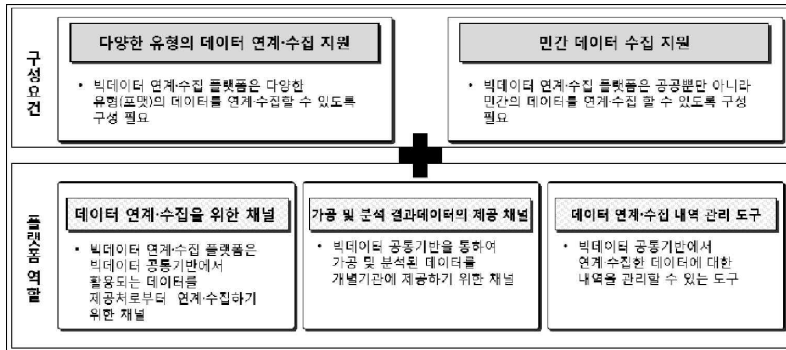 구성요건
다양한 유형의 데이터 연계·수집 지원
• 빅데이터 연계·수집 플랫폼은 다양한
유형(포맷)의 데이터를 연계·수집할 수 있도록
구성 필요
민간 데이터 수집 지원
• 빅데이터 연계·수집 플랫폼은 공공뿐만 아니라
민간의 데이터를 연계·수집 할 수 있도록 구성
필요
플랫폼 역할
데이터 연계·수집을 위한 채널
• 빅데이터 연계·수집 플랫폼은
빅데이터 공통기반에서
활용되는 데이터를
제공처로부터 연계·수집하기
위한 채널
가공 및 분석 결과데이터의 제공 채널
• 빅데이터 공통기반을 통하여
가공 및 분석된 데이터를
개별기관에 제공하기 위한 채널
데이터 연계·수집 내역 관리 도구
• 빅데이터 공통기반에서
연계·수집한 데이터에 대한
내역을 관리할 수 있는 도구